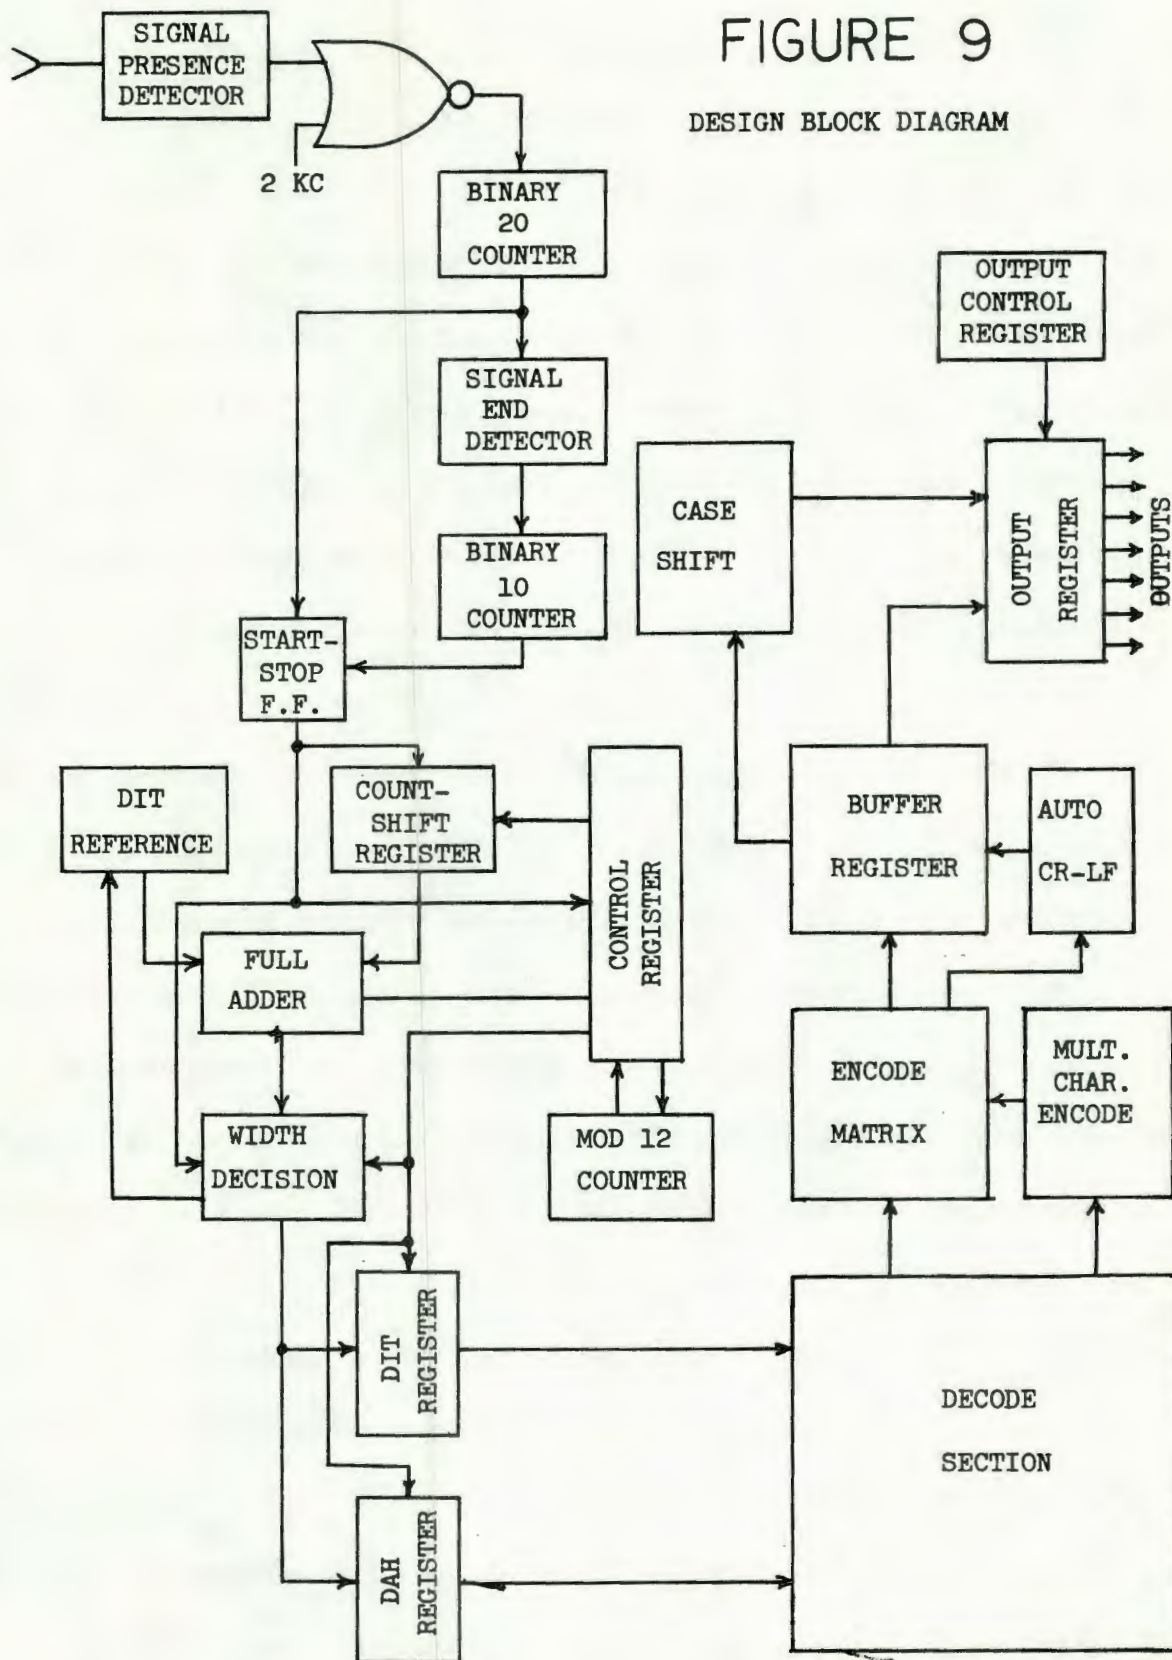 FIGURE 9
DESIGN BLOCK DIAGRAM
SIGNAL
PRESENCE
DETECTOR
2 KC
BINARY
20
COUNTER
SIGNAL
END
DETECTOR
BINARY
10
COUNTER
START-
STOP
F.F.
DIT
REFERENCE
COUNT-
SHIFT
REGISTER
FULL
ADDER
CONTROL
REGISTER
WIDTH
DECISION
MOD 12
COUNTER
DIT
REGISTER
DAH
REGISTER
OUTPUT
CONTROL
REGISTER
CASE
SHIFT
OUTPUT
REGISTER
OUTPUTS
BUFFER
REGISTER
AUTO
CR-LF
ENCODE
MATRIX
MULT.
CHAR.
ENCODE
DECODE
SECTION